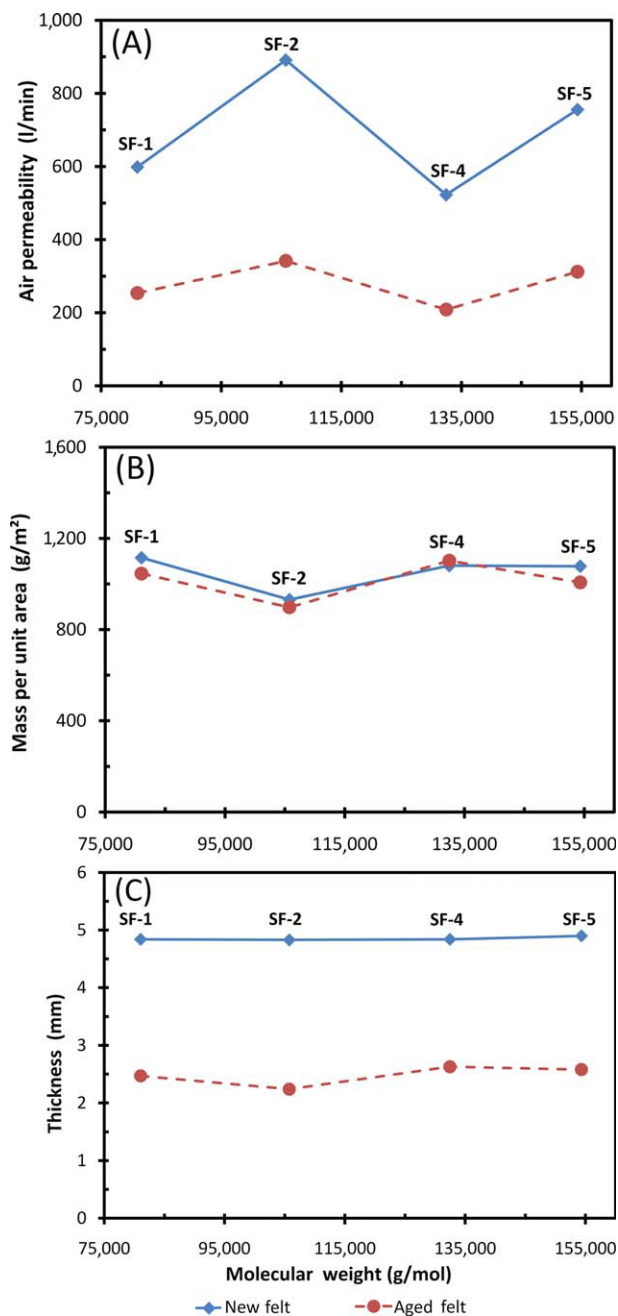 (A)
1,000
800
600
400
200
0
Air permeability (l/min)
SF-1
SF-2
SF-4
SF-5
75,000 95,000 115,000 135,000 155,000
(B)
1,600
1,200
800
400
0
Mass per unit area (g/m²)
SF-1
SF-2
SF-4
SF-5
75,000 95,000 115,000 135,000 155,000
(C)
6
5
4
3
2
1
0
Thickness (mm)
SF-1
SF-2
SF-4
SF-5
75,000 95,000 115,000 135,000 155,000
Molecular weight (g/mol)
New felt
Aged felt